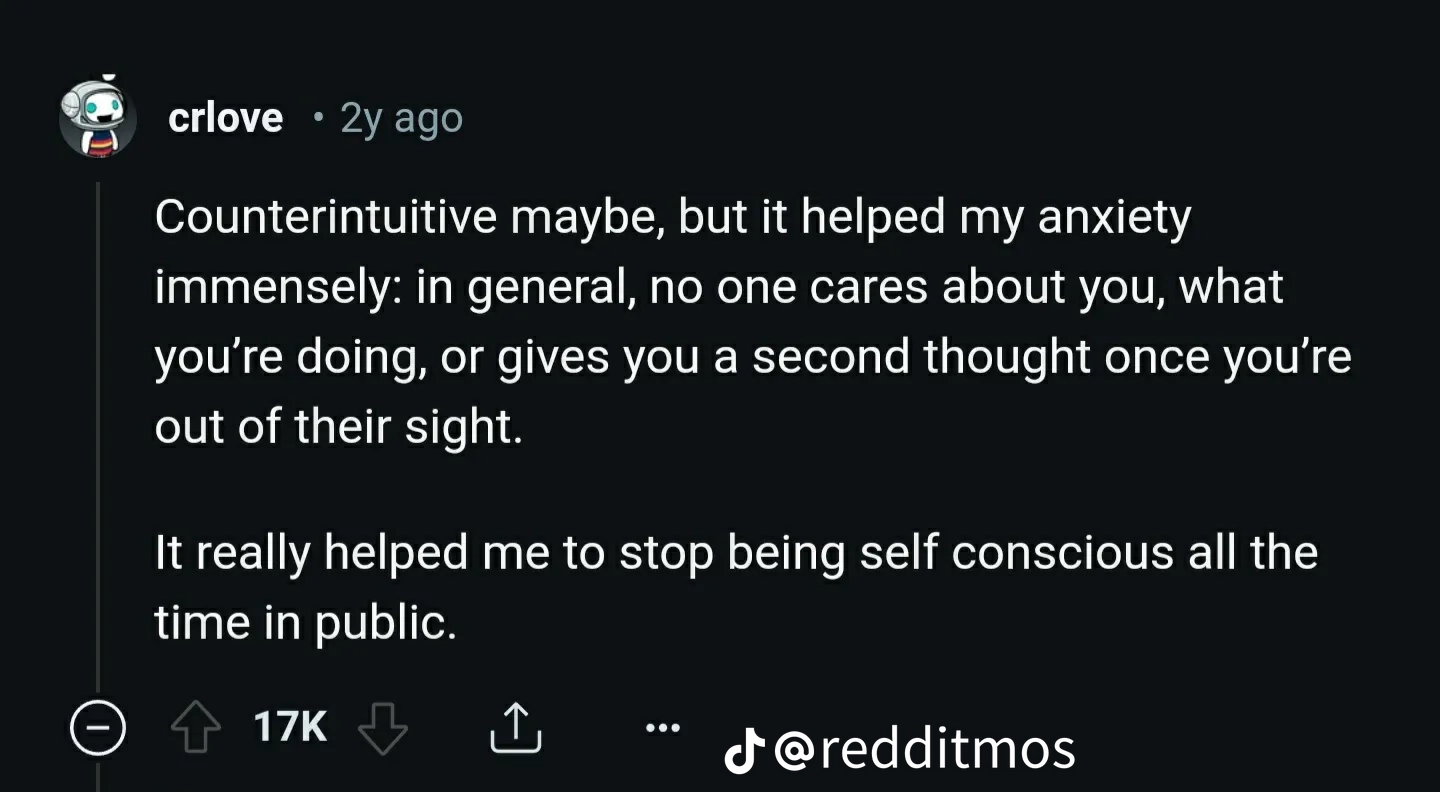 crlove • 2y ago
Counterintuitive maybe, but it helped my anxiety
immensely: in general, no one cares about you, what
you’re doing, or gives you a second thought once you’re
out of their sight.
It really helped me to stop being self conscious all the
time in public.
17K
@redditmos